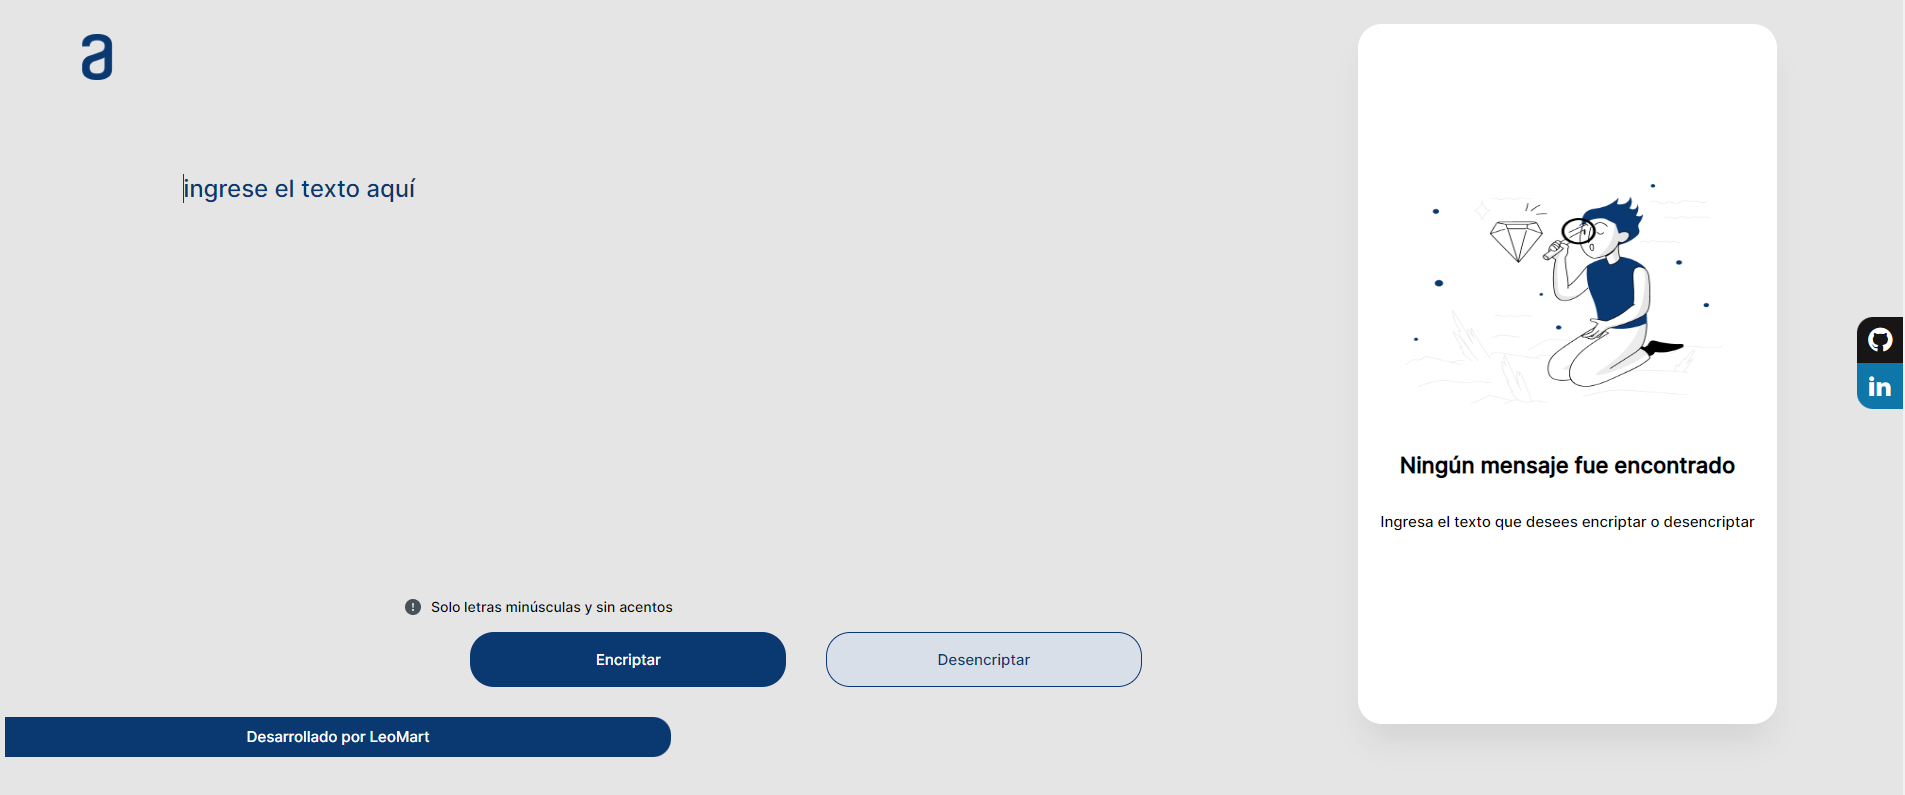 a
ingrese el texto aquí
Solo letras minúsculas y sin acentos
Encriptar
Desencriptar
Desarrollado por LeoMart
Ningún mensaje fue encontrado
Ingresa el texto que desees encriptar o desencriptar
in